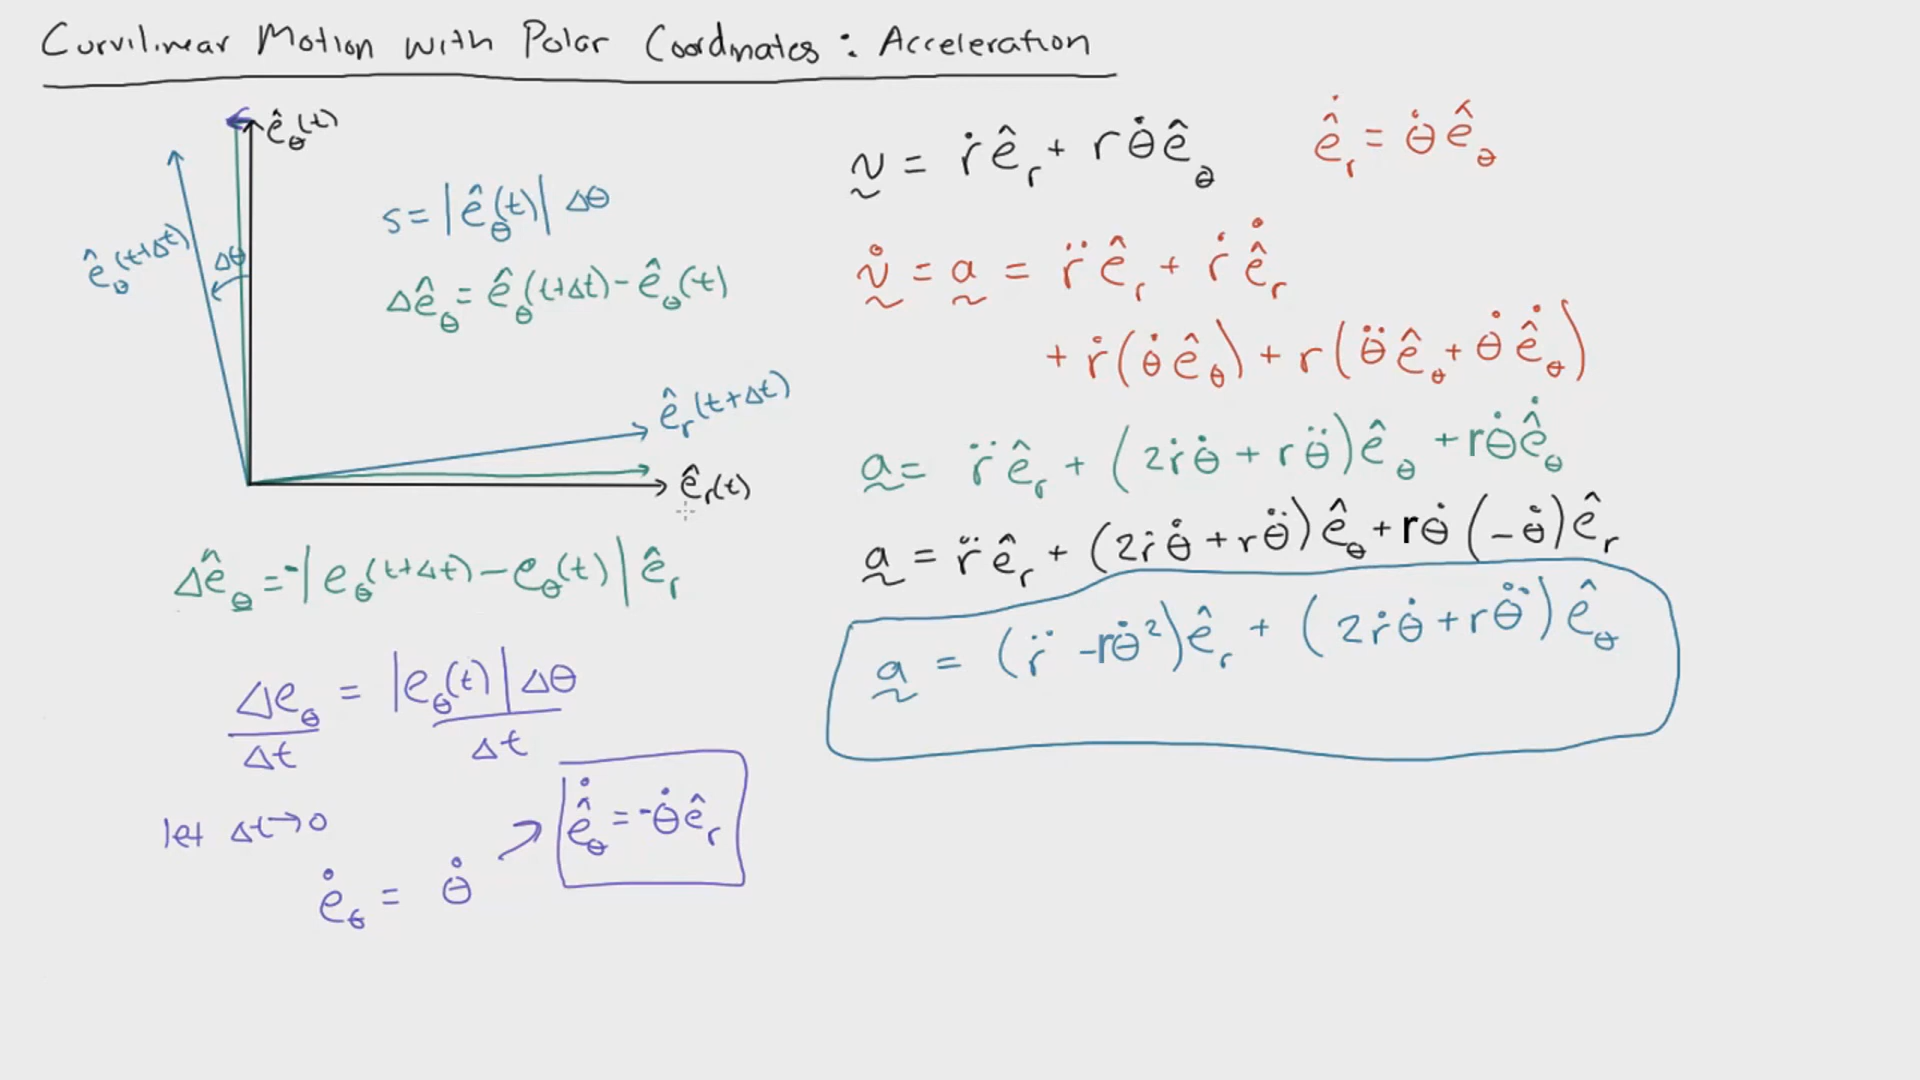 Curvilinear Motion with Polar Coordinates : Acceleration
ê_θ(t)
ê_θ(t+Δt)
Δθ
s = |ê_θ(t)| Δθ
Δê_θ = ê_θ(t+Δt) - ê_θ(t)
ê_r(t+Δt)
ê_r(t)
Δê_θ = -|e_θ(t+Δt) - e_θ(t)| ê_r
Δe_θ/Δt = |e_θ(t)| Δθ/Δt
let Δt→0
ė_θ = θ̇
ê̇_θ = -θ̇ ê_r
v = ṙ ê_r + r θ̇ ê_θ
ê̇_r = θ̇ ê_θ
v̇ = a = r̈ ê_r + ṙ ê̇_r
+ ṙ(θ̇ ê_θ) + r(θ̈ ê_θ + θ̇ ê̇_θ)
a = r̈ ê_r + (2ṙθ̇ + rθ̈) ê_θ + rθ̇ ê̇_θ
a = r̈ ê_r + (2ṙθ̇ + rθ̈) ê_θ + rθ̇ (-θ̇) ê_r
a = (r̈ - rθ̇²) ê_r + (2ṙθ̇ + rθ̈) ê_θ